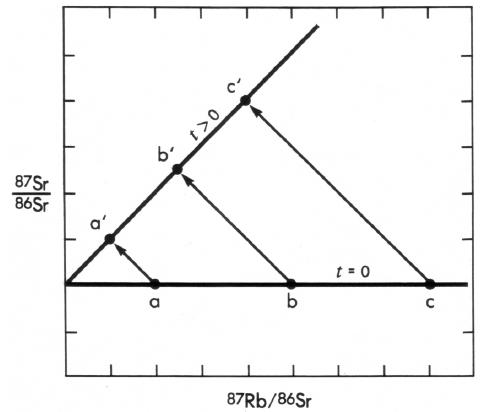 c′
t > 0
b′
a′
87Sr
86Sr
t = 0
a b c
87Rb/86Sr